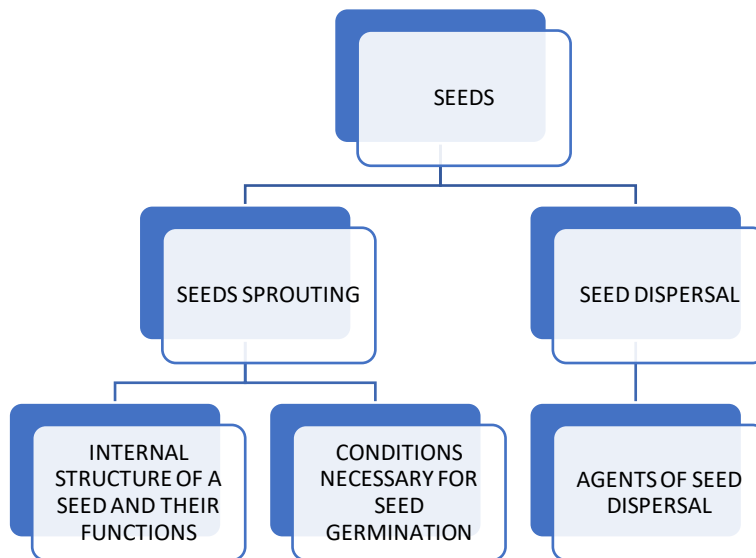 SEEDS
SEEDS SPROUTING
SEED DISPERSAL
INTERNAL
STRUCTURE OF A
SEED AND THEIR
FUNCTIONS
CONDITIONS
NECESSARY FOR
SEED
GERMINATION
AGENTS OF SEED
DISPERSAL